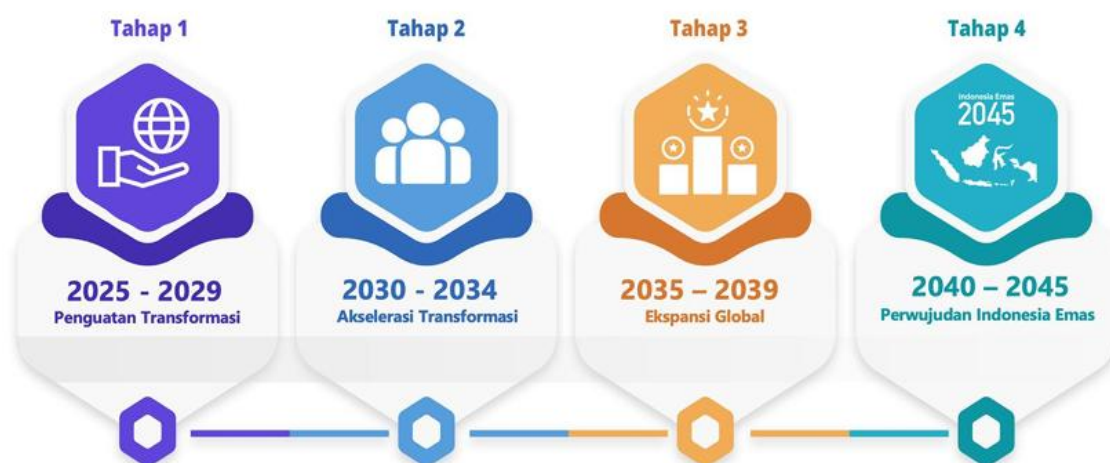 Tahap 1
Tahap 2
Tahap 3
Tahap 4
Indonesia Emas
2045
2025 - 2029
Penguatan Transformasi
2030 - 2034
Akselerasi Transformasi
2035 – 2039
Ekspansi Global
2040 – 2045
Perwujudan Indonesia Emas